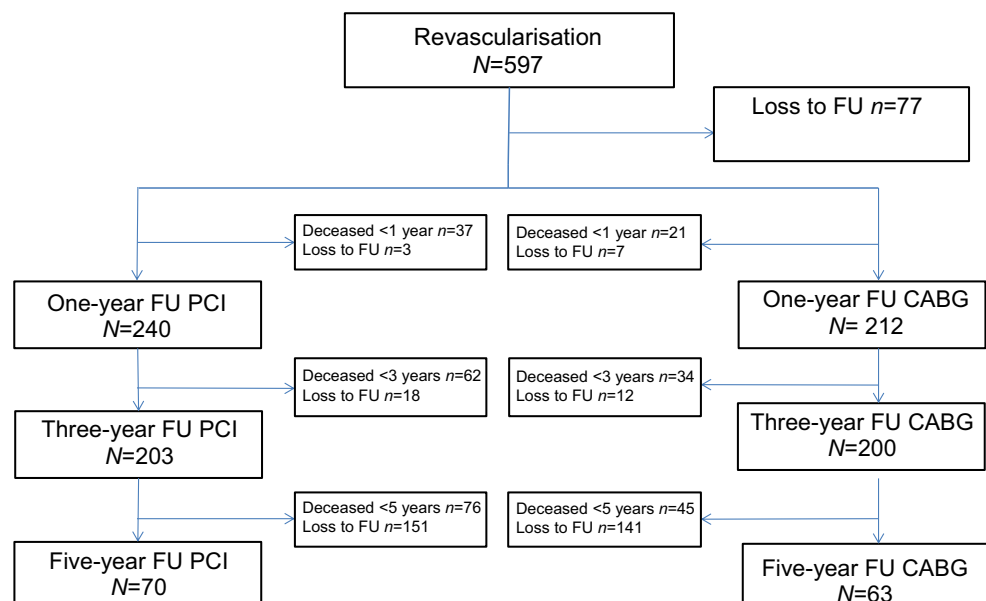 Revascularisation
N=597
Loss to FU n=77
Deceased <1 year n=37
Loss to FU n=3
Deceased <1 year n=21
Loss to FU n=7
One-year FU PCI
N=240
One-year FU CABG
N= 212
Deceased <3 years n=62
Loss to FU n=18
Deceased <3 years n=34
Loss to FU n=12
Three-year FU PCI
N=203
Three-year FU CABG
N=200
Deceased <5 years n=76
Loss to FU n=151
Deceased <5 years n=45
Loss to FU n=141
Five-year FU PCI
N=70
Five-year FU CABG
N=63